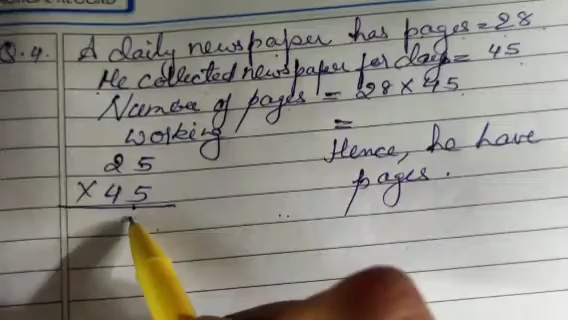 Q.4. A daily newspaper has pages = 28
He collected newspaper for days = 45
Number of pages = 28 × 45
=
working
25
× 45
Hence, he have
pages.